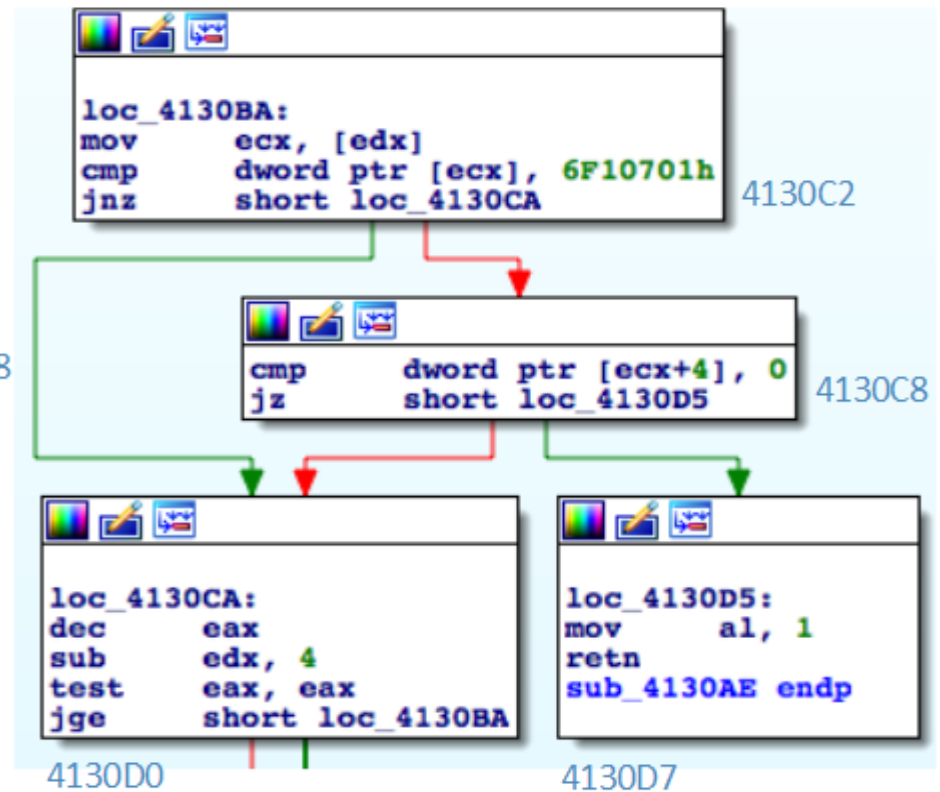 loc_4130BA:
mov ecx, [edx]
cmp dword ptr [ecx], 6F10701h
jnz short loc_4130CA
4130C2
cmp dword ptr [ecx+4], 0
jz short loc_4130D5
4130C8
8
loc_4130CA:
dec eax
sub edx, 4
test eax, eax
jge short loc_4130BA
4130D0
loc_4130D5:
mov al, 1
retn
sub_4130AE endp
4130D7